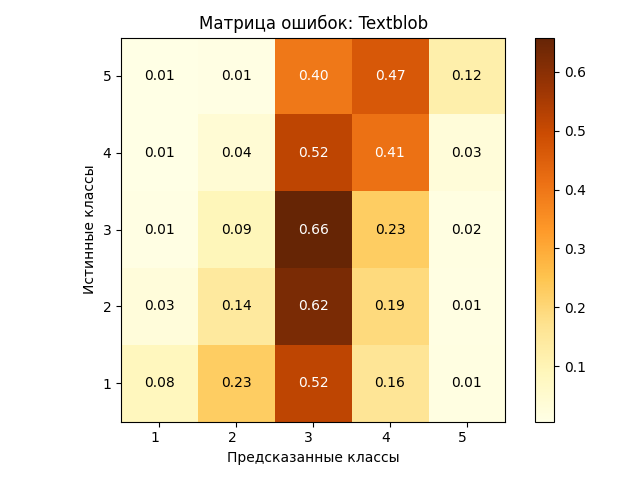 Матрица ошибок: Textblob
Истинные классы
5 0.01 0.01 0.40 0.47 0.12
4 0.01 0.04 0.52 0.41 0.03
3 0.01 0.09 0.66 0.23 0.02
2 0.03 0.14 0.62 0.19 0.01
1 0.08 0.23 0.52 0.16 0.01
1 2 3 4 5
Предсказанные классы
0.6
0.5
0.4
0.3
0.2
0.1